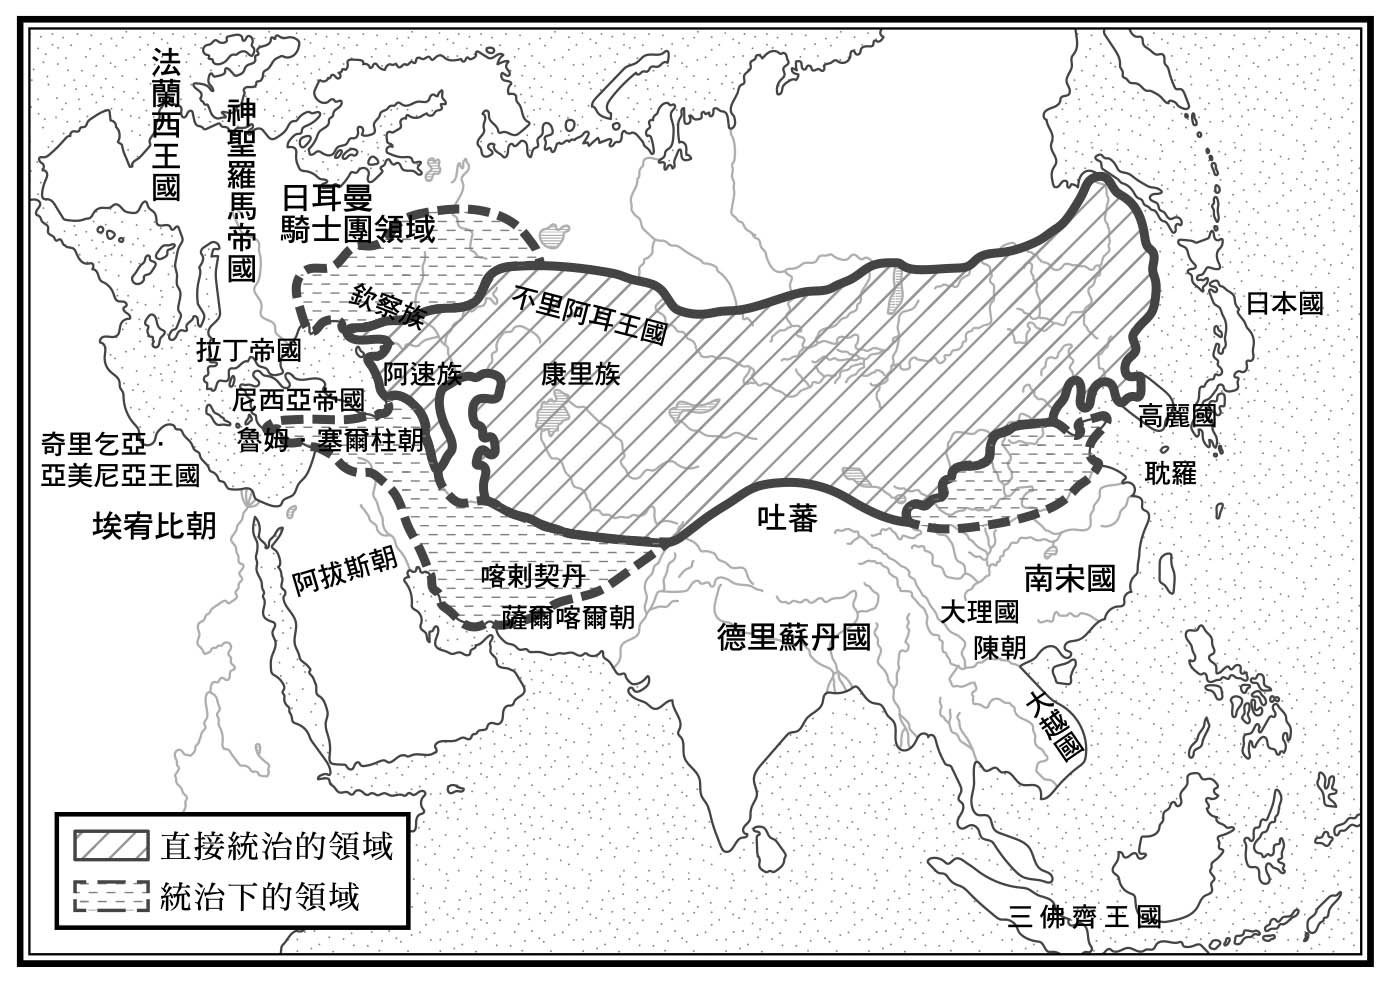 法蘭西王國
神聖羅馬帝國
日耳曼
騎士團領域
欽察族
不里阿耳王國
日本國
拉丁帝國
阿速族
康里族
尼西亞帝國
高麗國
奇里乞亞·
亞美尼亞王國
魯姆·塞爾柱朝
耽羅
埃宥比朝
吐蕃
阿拔斯朝
喀剌契丹
南宋國
薩爾喀爾朝
大理國
德里蘇丹國
陳朝
大越國
直接統治的領域
統治下的領域
三佛齊王國